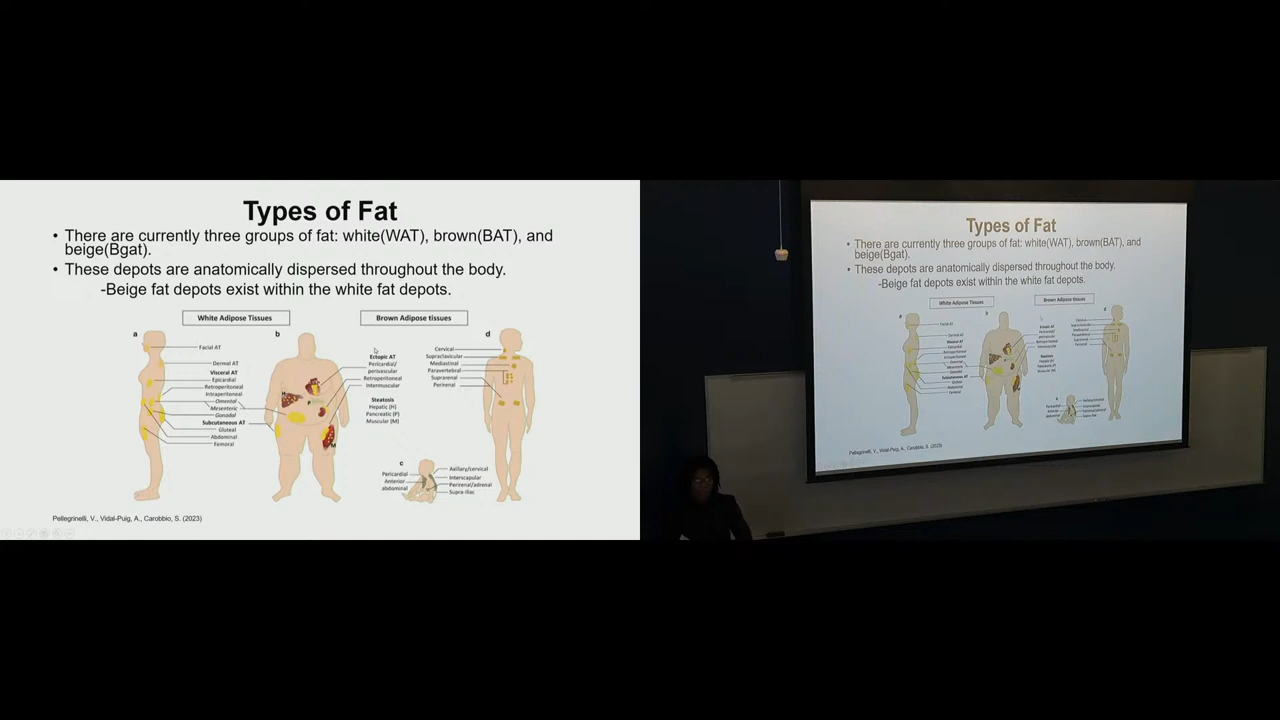 Types of Fat
• There are currently three groups of fat: white(WAT), brown(BAT), and
beige(Bgat).
• These depots are anatomically dispersed throughout the body.
-Beige fat depots exist within the white fat depots.
White Adipose Tissues
Brown Adipose tissues
a
Facial AT
Dermal AT
Visceral AT
Epicardial
Retroperitoneal
Intraperitoneal
Omental
Mesenteric
Gonadal
Subcutaneous AT
Gluteal
Abdominal
Femoral
b
H
P
M
Ectopic AT
Pericardial/
perivascular
Retroperitoneal
Intermuscular
Steatosis
Hepatic (H)
Pancreatic (P)
Muscular (M)
d
Cervical
Supraclavicular
Mediastinal
Paravertebral
Suprarenal
Perirenal
c
Pericardial
Anterior
abdominal
Axillary/cervical
Interscapular
Perirenal/adrenal
Supra-iliac
Pellegrinelli, V., Vidal-Puig, A., Carobbio, S. (2023)
Types of Fat
• There are currently three groups of fat: white(WAT), brown(BAT), and
beige(Bgat).
• These depots are anatomically dispersed throughout the body.
-Beige fat depots exist within the white fat depots.
White Adipose Tissues
Brown Adipose tissues
Pellegrinelli, V., Vidal-Puig, A., Carobbio, S. (2023)